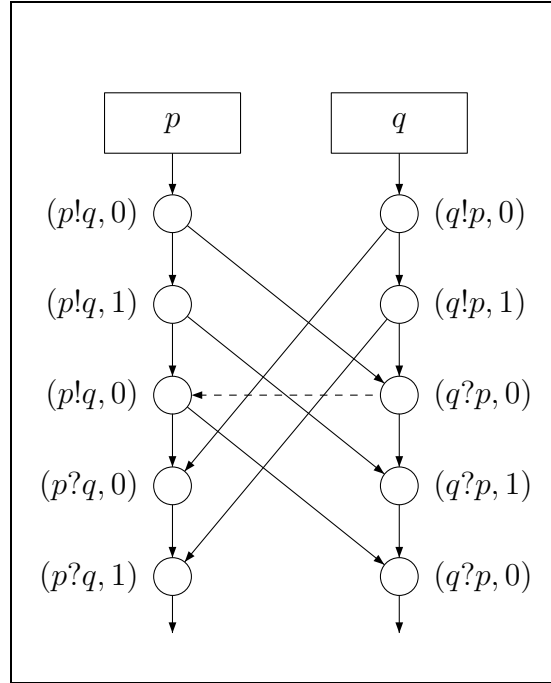 p q
(p!q, 0) (q!p, 0)
(p!q, 1) (q!p, 1)
(p!q, 0) (q?p, 0)
(p?q, 0) (q?p, 1)
(p?q, 1) (q?p, 0)